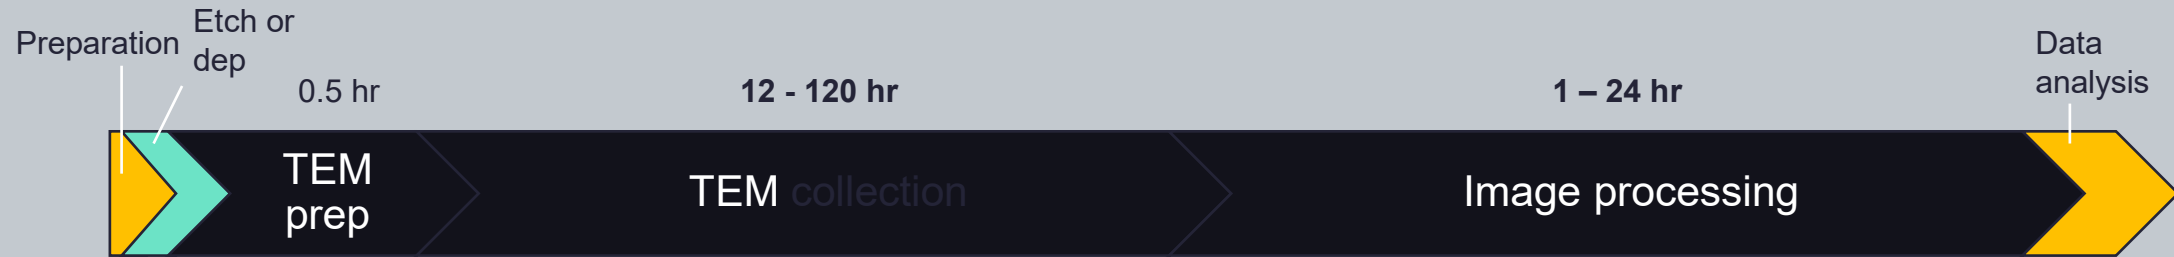 Preparation
Etch or
dep
0.5 hr
12 - 120 hr
1 – 24 hr
Data
analysis
TEM
prep
TEM collection
Image processing